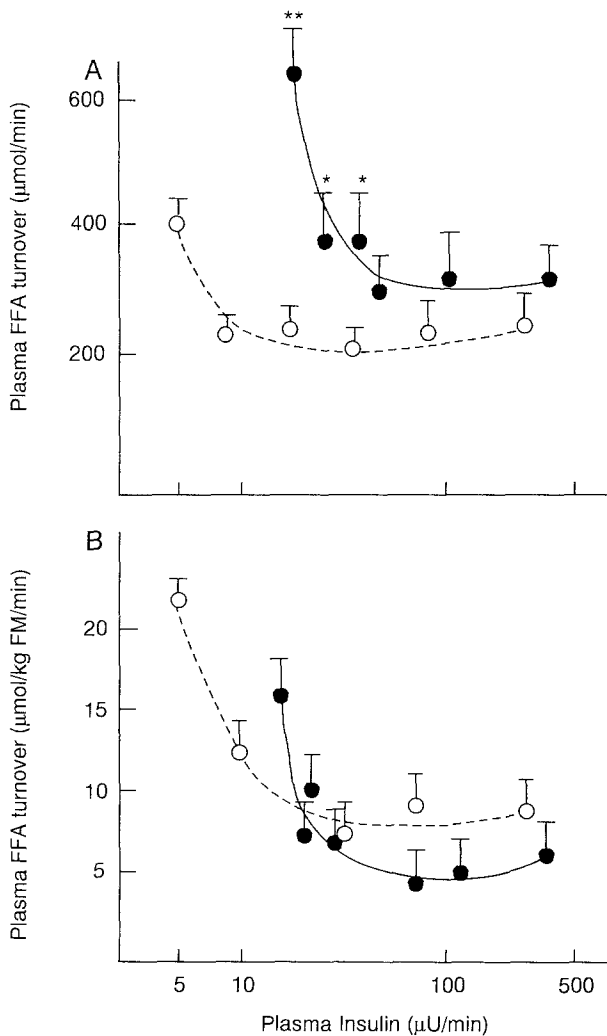 A
Plasma FFA turnover (μmol/min)
600
400
200
**
*
*
B
Plasma FFA turnover (μmol/kg FM/min)
20
15
10
5
5
10
100
500
Plasma Insulin (μU/min)